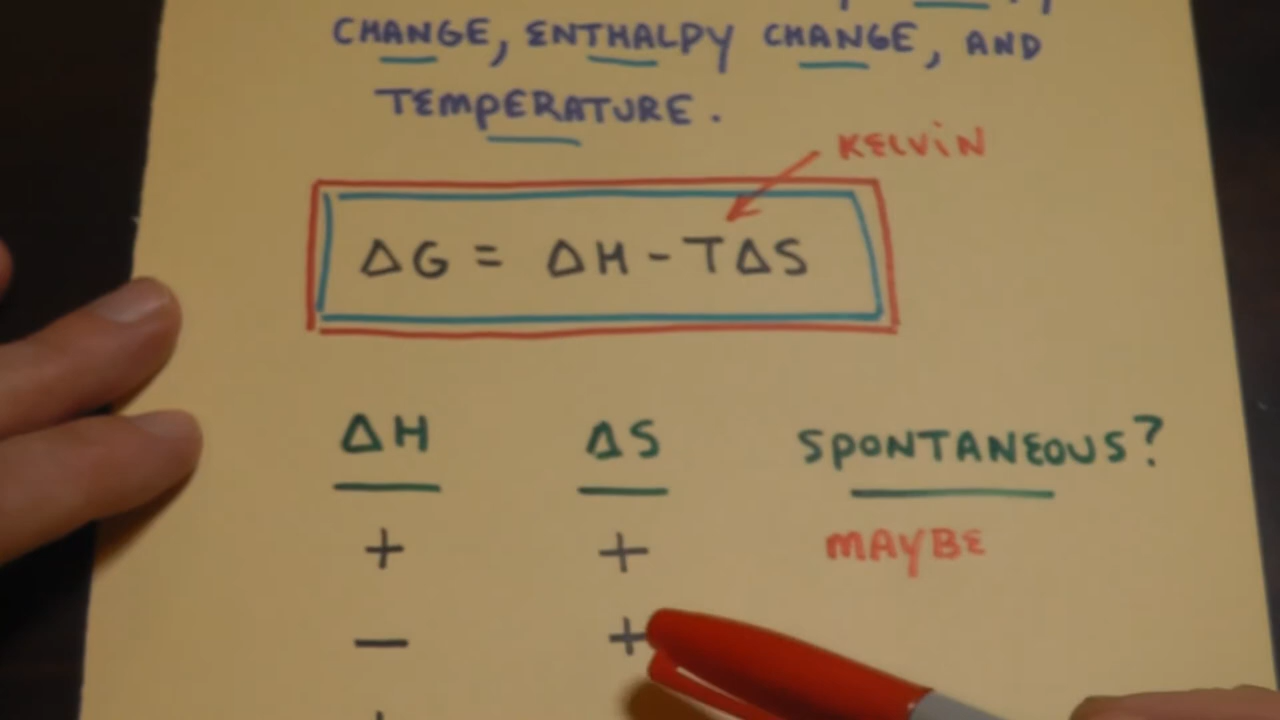 CHANGE, ENTHALPY CHANGE, AND
TEMPERATURE.
KELVIN
ΔG = ΔH - TΔS
ΔH ΔS SPONTANEOUS?
+ + MAYBE
- +